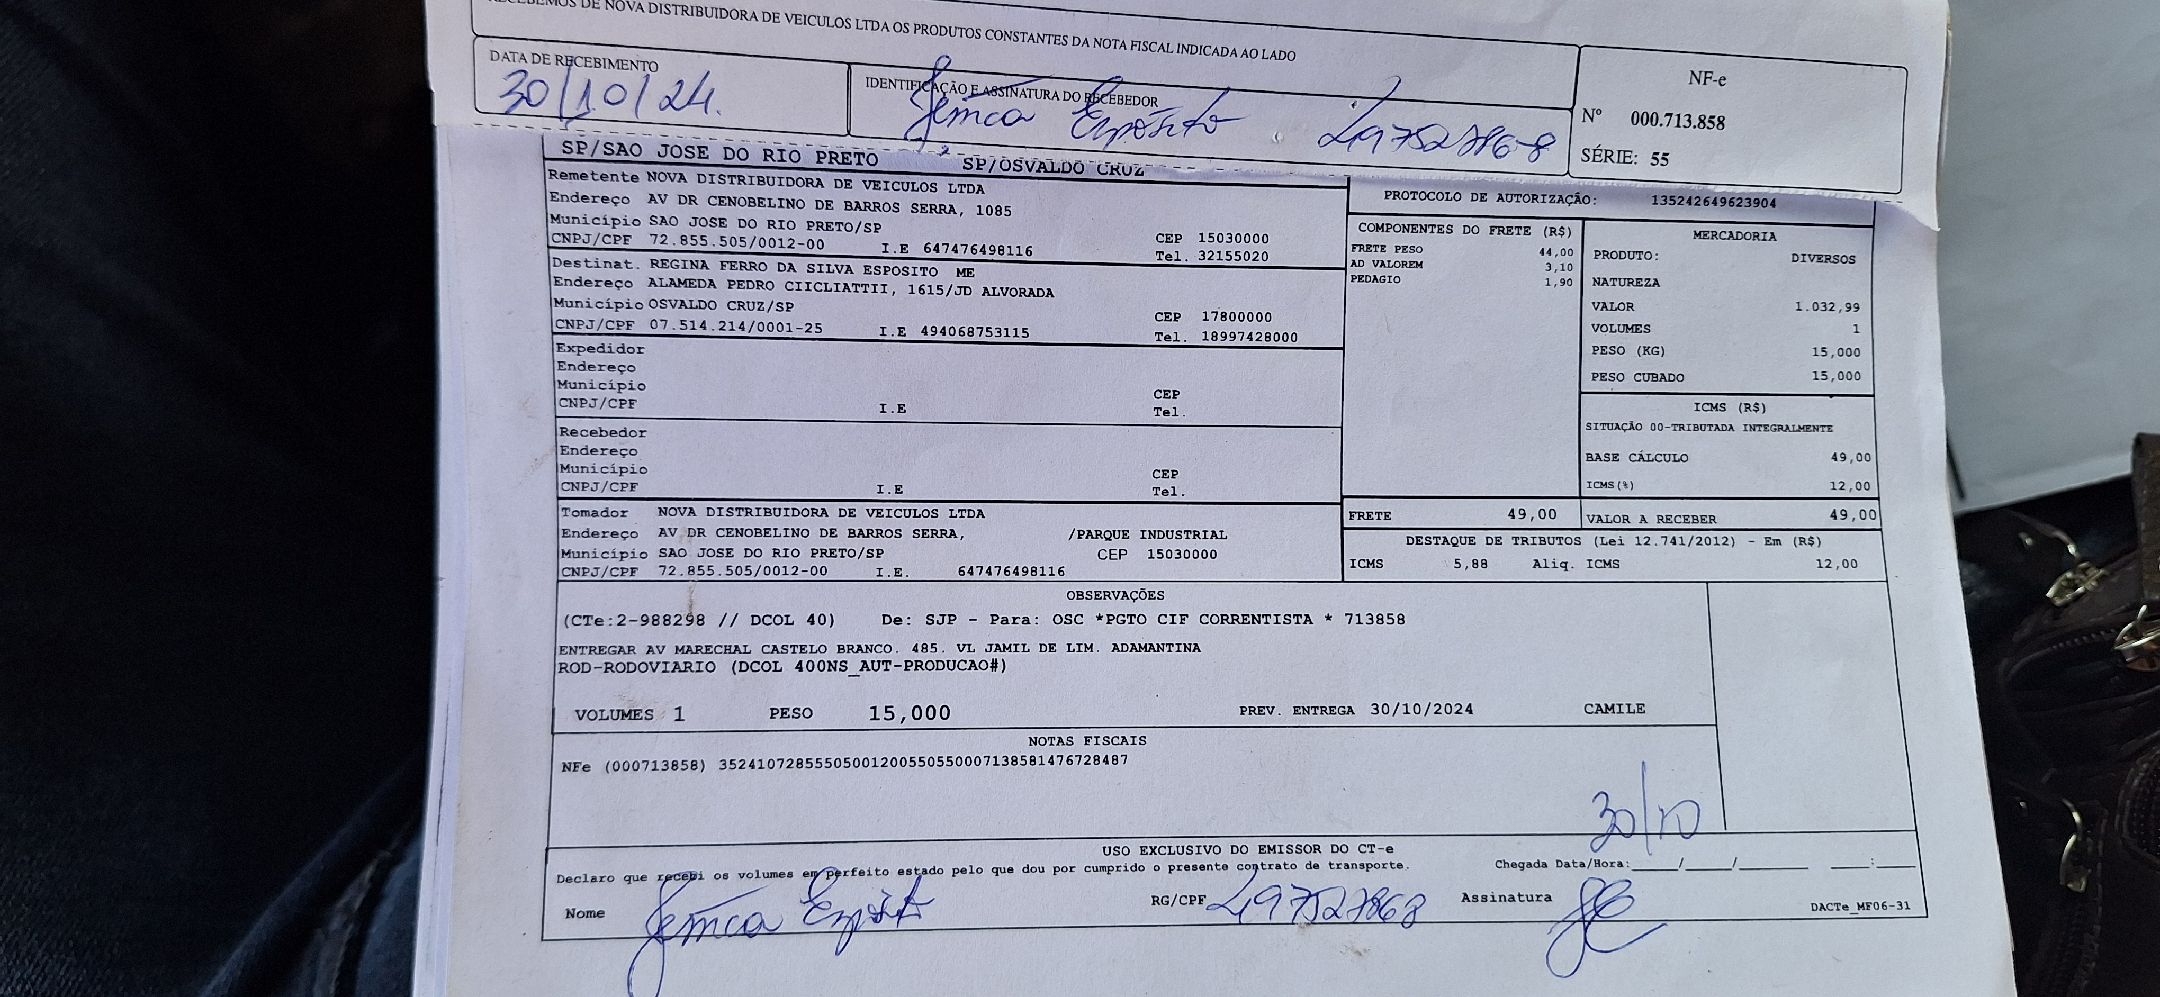 RECEBEMOS DE NOVA DISTRIBUIDORA DE VEICULOS LTDA OS PRODUTOS CONSTANTES DA NOTA FISCAL INDICADA AO LADO
DATA DE RECEBIMENTO
30/10/24.
IDENTIFICAÇÃO E ASSINATURA DO RECEBEDOR
Esposito
NF-e
Nº 000.713.858
SÉRIE: 55
SP/SAO JOSE DO RIO PRETO SP/OSVALDO CRUZ
Remetente NOVA DISTRIBUIDORA DE VEICULOS LTDA
Endereço AV DR CENOBELINO DE BARROS SERRA, 1085
Município SAO JOSE DO RIO PRETO/SP CEP 15030000
CNPJ/CPF 72.855.505/0012-00 I.E 647476498116 Tel. 32155020
Destinat. REGINA FERRO DA SILVA ESPOSITO ME
Endereço ALAMEDA PEDRO CIICLIATTII, 1615/JD ALVORADA
Município OSVALDO CRUZ/SP CEP 17800000
CNPJ/CPF 07.514.214/0001-25 I.E 494068753115 Tel. 18997428000
Expedidor
Endereço
Município CEP
CNPJ/CPF I.E Tel.
Recebedor
Endereço
Município CEP
CNPJ/CPF I.E Tel.
Tomador NOVA DISTRIBUIDORA DE VEICULOS LTDA
Endereço AV DR CENOBELINO DE BARROS SERRA, /PARQUE INDUSTRIAL
Município SAO JOSE DO RIO PRETO/SP CEP 15030000
CNPJ/CPF 72.855.505/0012-00 I.E. 647476498116
PROTOCOLO DE AUTORIZAÇÃO: 135242649623904
COMPONENTES DO FRETE (R$)
FRETE PESO 44,00
AD VALOREM 3,10
PEDAGIO 1,90
MERCADORIA
PRODUTO: DIVERSOS
NATUREZA
VALOR 1.032,99
VOLUMES 1
PESO (KG) 15,000
PESO CUBADO 15,000
ICMS (R$)
SITUAÇÃO 00-TRIBUTADA INTEGRALMENTE
BASE CÁLCULO 49,00
ICMS(%) 12,00
FRETE 49,00
VALOR A RECEBER 49,00
DESTAQUE DE TRIBUTOS (Lei 12.741/2012) - Em (R$)
ICMS 5,88 Aliq. ICMS 12,00
OBSERVAÇÕES
(CTe:2-988298 // DCOL 40) De: SJP - Para: OSC *PGTO CIF CORRENTISTA * 713858
ENTREGAR AV MARECHAL CASTELO BRANCO. 485. VL JAMIL DE LIM. ADAMANTINA
ROD-RODOVIARIO (DCOL 400NS_AUT-PRODUCAO#)
VOLUMES 1 PESO 15,000 PREV. ENTREGA 30/10/2024 CAMILE
NOTAS FISCAIS
NFe (000713858) 35241072855505001200550550007138581476728487
30/10
USO EXCLUSIVO DO EMISSOR DO CT-e
Declaro que recebi os volumes em perfeito estado pelo que dou por cumprido o presente contrato de transporte. Chegada Data/Hora: ____/____/______ ____:____
Nome RG/CPF Assinatura
DACTe_MF06-31